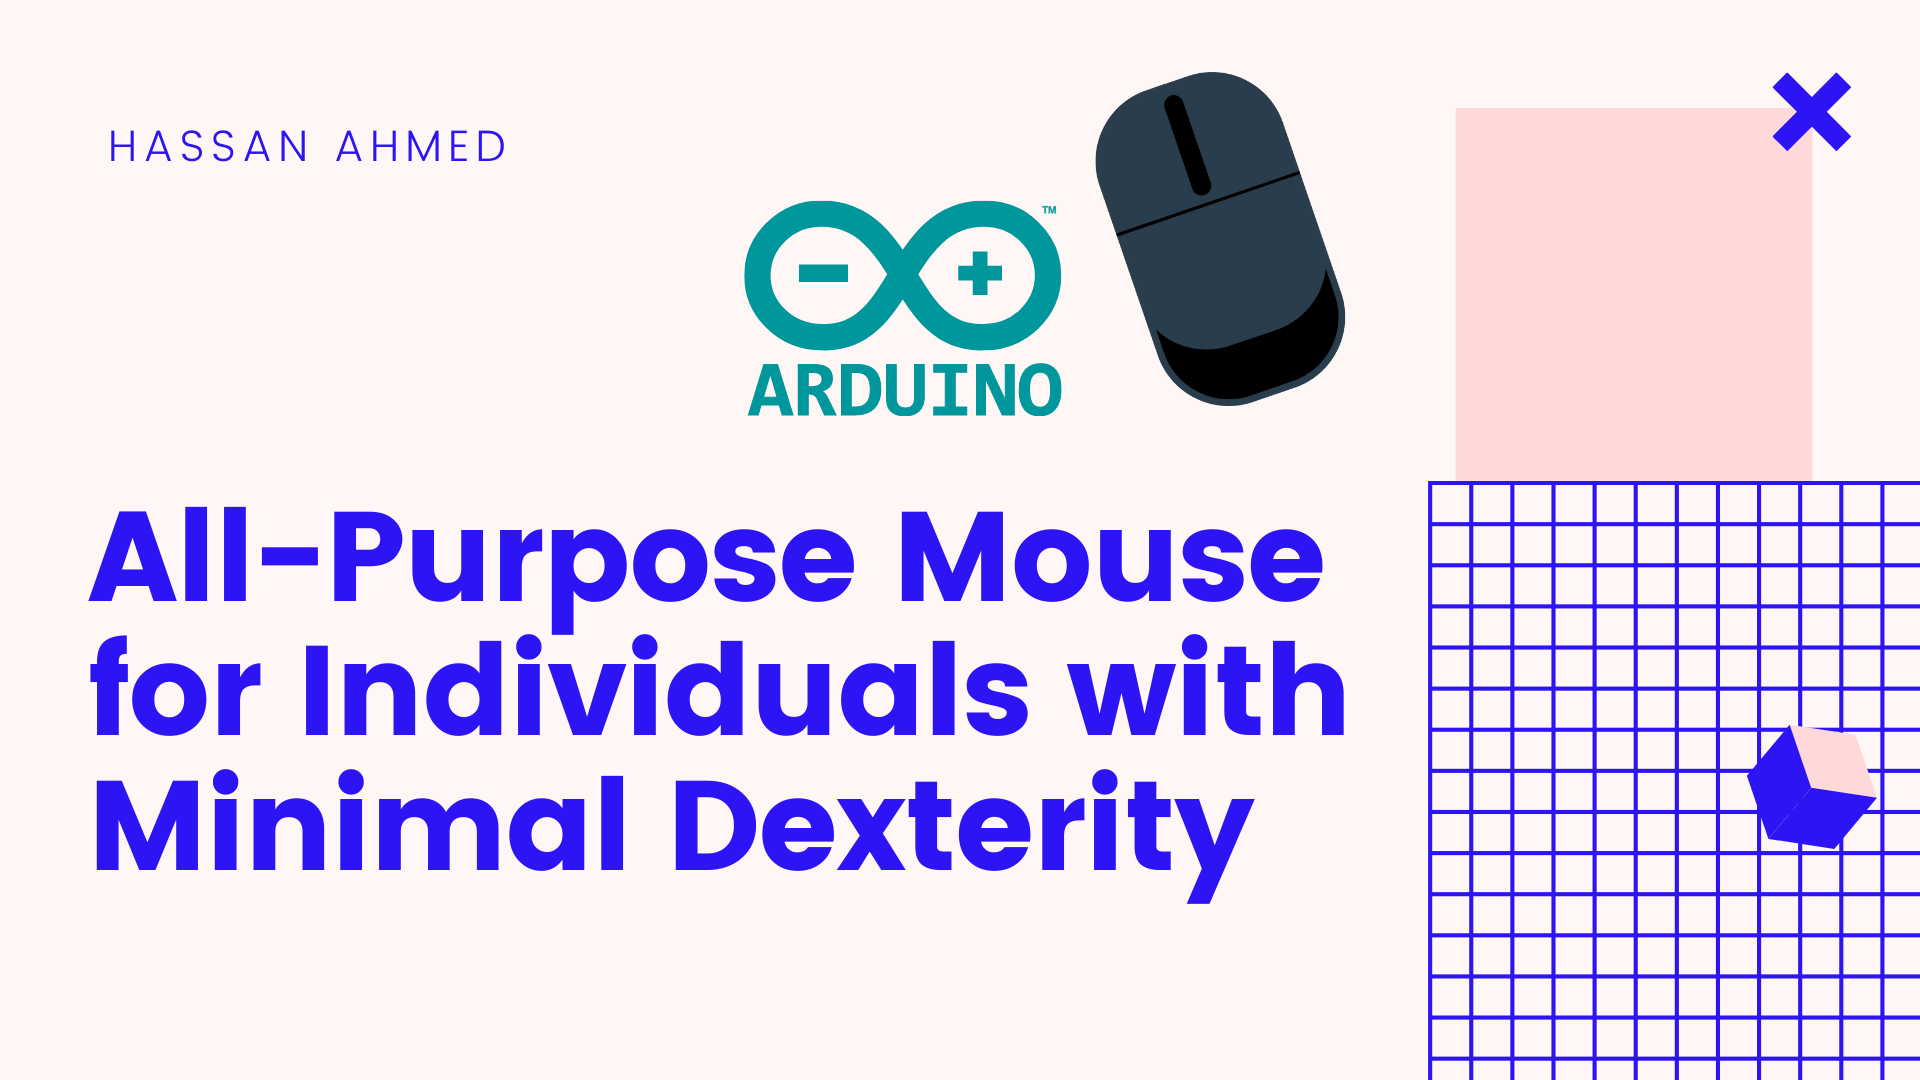 HASSAN AHMED
™
ARDUINO
All-Purpose Mouse
for Individuals with
Minimal Dexterity